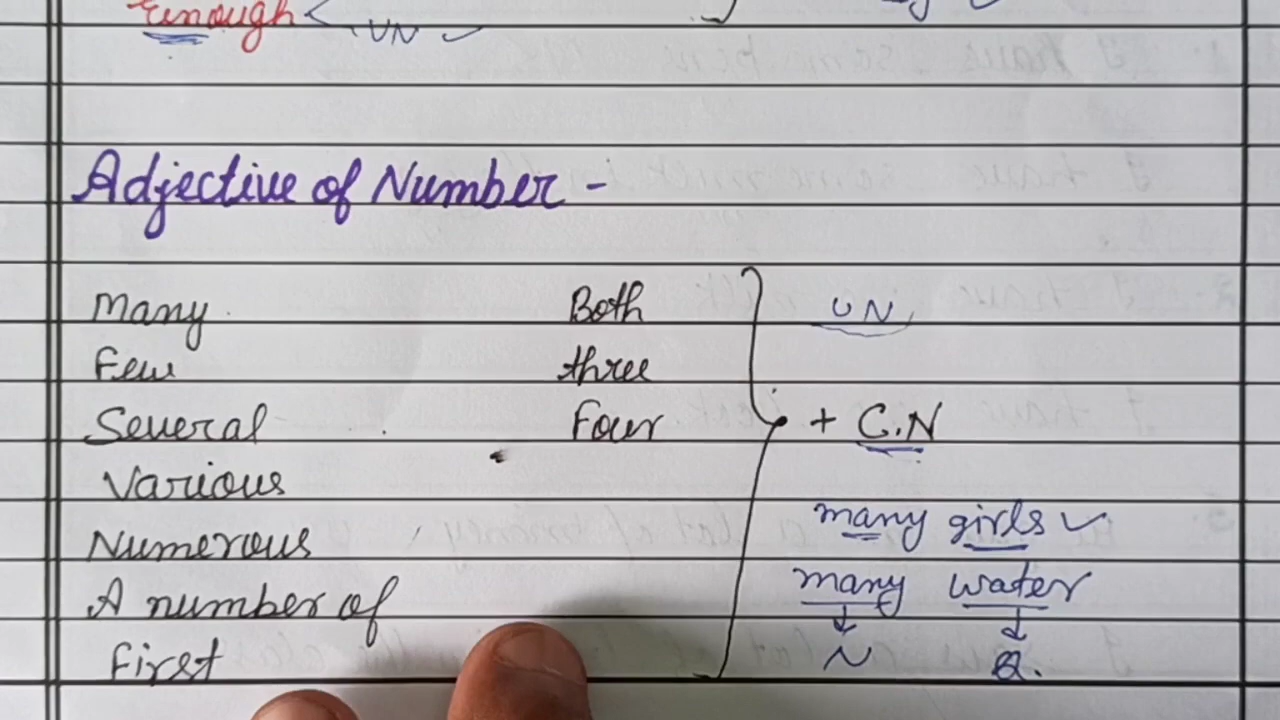 Enough UN ✓
Adjective of Number -
Many Both UN
Few three
Several Four + C.N
Various
many girls ✓
Numerous
many water
A number of
First N Q.